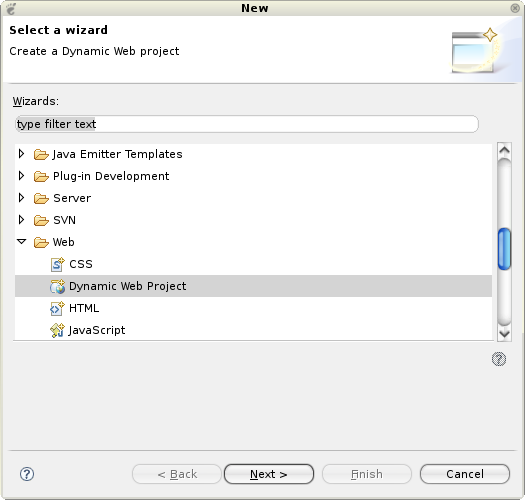 New
Select a wizard
Create a Dynamic Web project
Wizards:
type filter text
Java Emitter Templates
Plug-in Development
Server
SVN
Web
CSS
Dynamic Web Project
HTML
JavaScript
< Back
Next >
Finish
Cancel